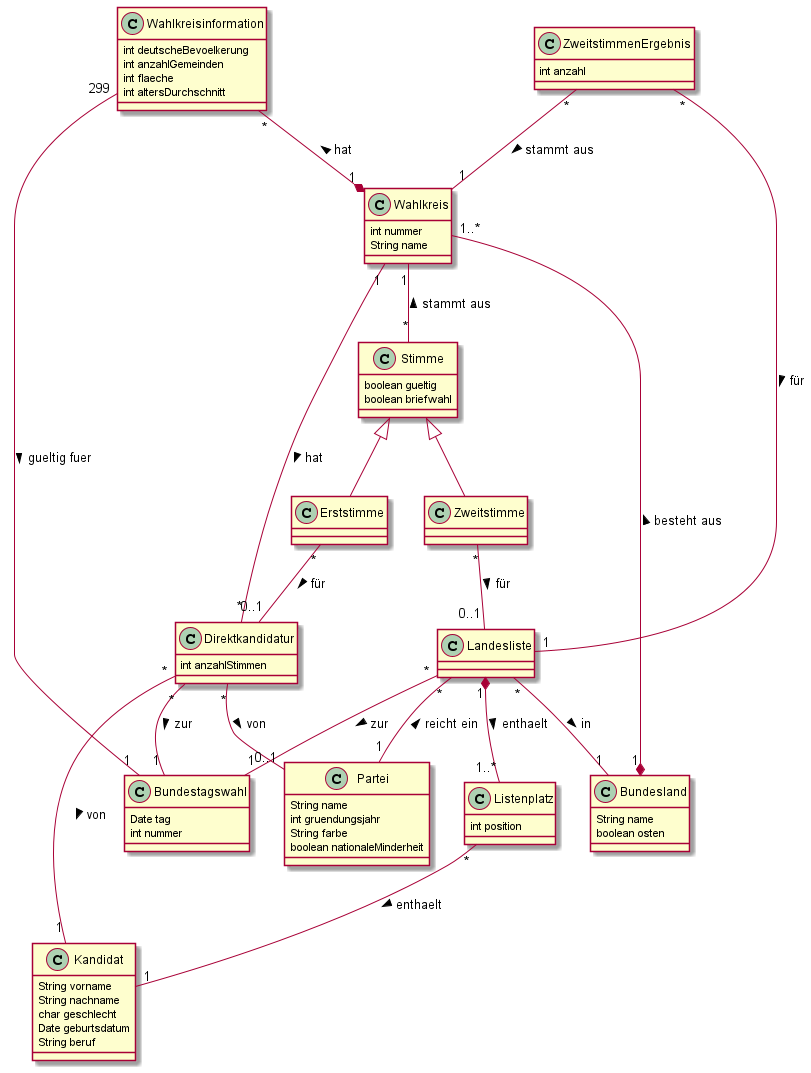 C Wahlkreisinformation
int deutscheBevoelkerung
int anzahlGemeinden
int flaeche
int altersDurchschnitt
C ZweitstimmenErgebnis
int anzahl
299
*
*
*
hat
stammt aus
1
1
C Wahlkreis
int nummer
String name
1..*
1
1
stammt aus
*
C Stimme
boolean gueltig
boolean briefwahl
für
hat
gueltig fuer
C Erststimme
C Zweitstimme
besteht aus
*
*
für
für
*
0..1
0..1
C Direktkandidatur
int anzahlStimmen
C Landesliste
1
*
*
*
*
*
1
*
zur
von
zur
reicht ein
enthaelt
in
1
1
1
0..1
1
1..*
1
1
C Bundestagswahl
Date tag
int nummer
C Partei
String name
int gruendungsjahr
String farbe
boolean nationaleMinderheit
C Listenplatz
int position
C Bundesland
String name
boolean osten
von
*
enthaelt
1
1
C Kandidat
String vorname
String nachname
char geschlecht
Date geburtsdatum
String beruf